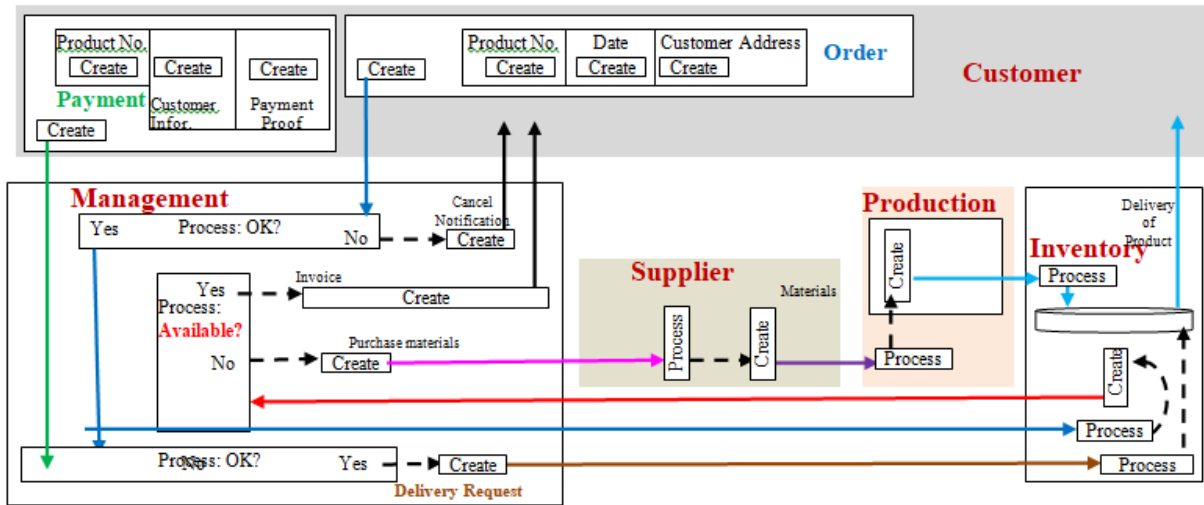 Product No.
Create
Create
Create
Payment
Customer
Infor.
Payment
Proof
Create
Create
Product No.
Create
Date
Create
Customer Address
Create
Order
Customer
Management
Yes
Process: OK?
No
Cancel
Notification
Create
Yes
Process:
Available?
No
Invoice
Create
Purchase materials
Create
Supplier
Process
Create
Materials
Production
Create
Process
Delivery
of
Product
Inventory
Process
Create
Process
Process
Process: OK?
No
Yes
Create
Delivery Request